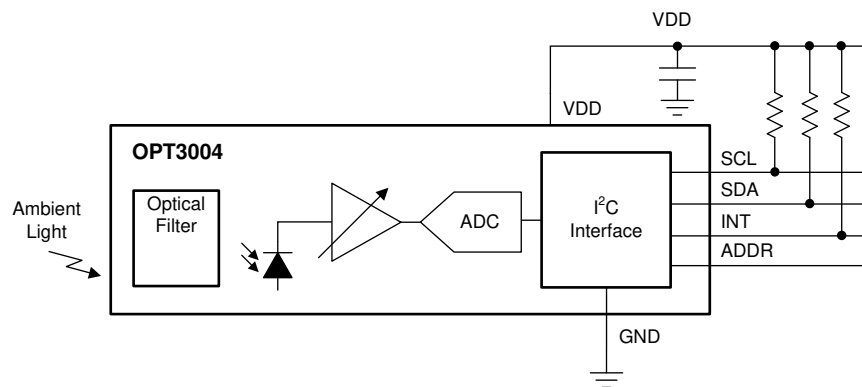 VDD
VDD
OPT3004
Ambient
Light
Optical
Filter
ADC
I²C
Interface
SCL
SDA
INT
ADDR
GND